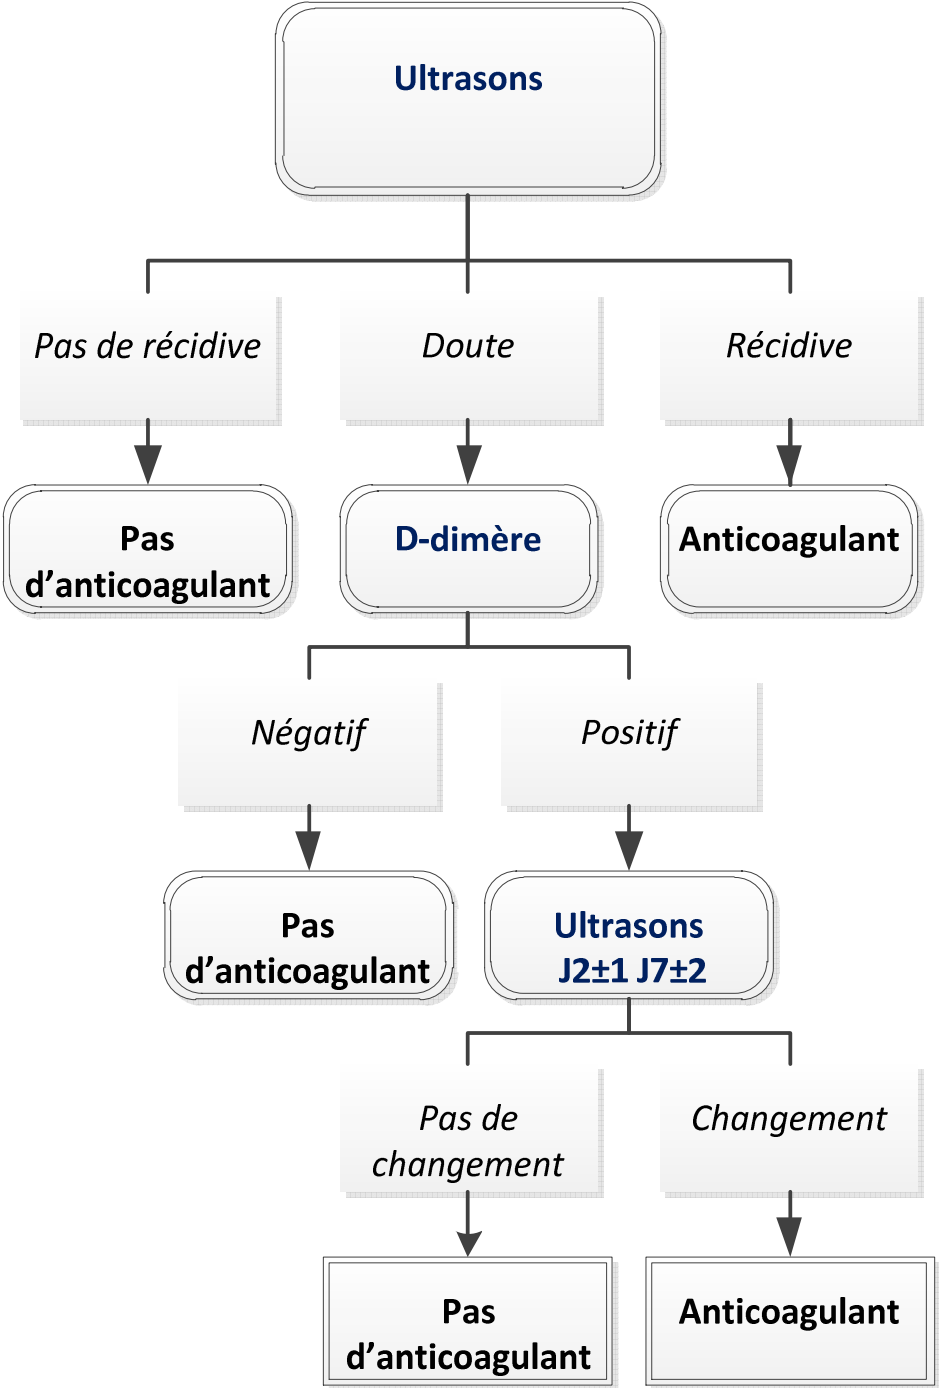 Ultrasons
Pas de récidive
Doute
Récidive
Pas
d’anticoagulant
D-dimère
Anticoagulant
Négatif
Positif
Pas
d’anticoagulant
Ultrasons
J2±1 J7±2
Pas de
changement
Changement
Pas
d’anticoagulant
Anticoagulant